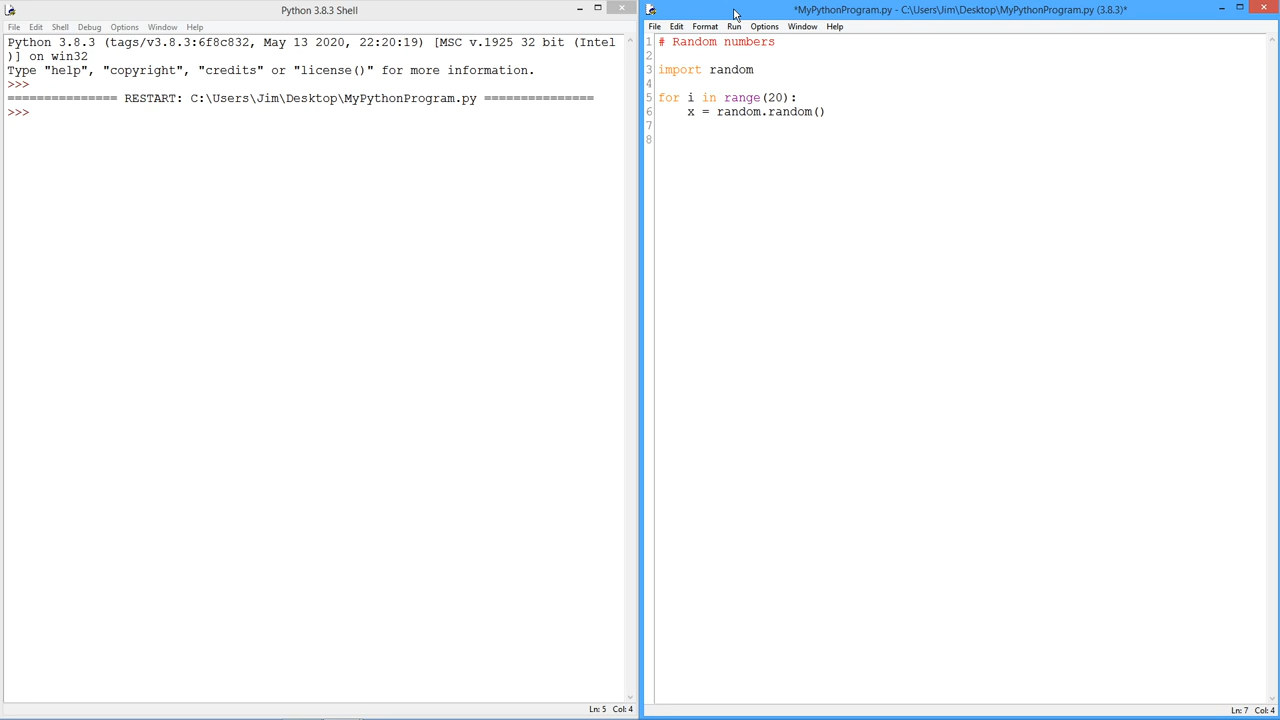 Python 3.8.3 Shell
File Edit Shell Debug Options Window Help
Python 3.8.3 (tags/v3.8.3:6f8c832, May 13 2020, 22:20:19) [MSC v.1925 32 bit (Intel
)] on win32
Type "help", "copyright", "credits" or "license()" for more information.
>>>
=============== RESTART: C:\Users\Jim\Desktop\MyPythonProgram.py ===============
>>>
Ln: 5 Col: 4
*MyPythonProgram.py - C:\Users\Jim\Desktop\MyPythonProgram.py (3.8.3)*
File Edit Format Run Options Window Help
1 # Random numbers
2
3 import random
4
5 for i in range(20):
6     x = random.random()
7
8
Ln: 7 Col: 4